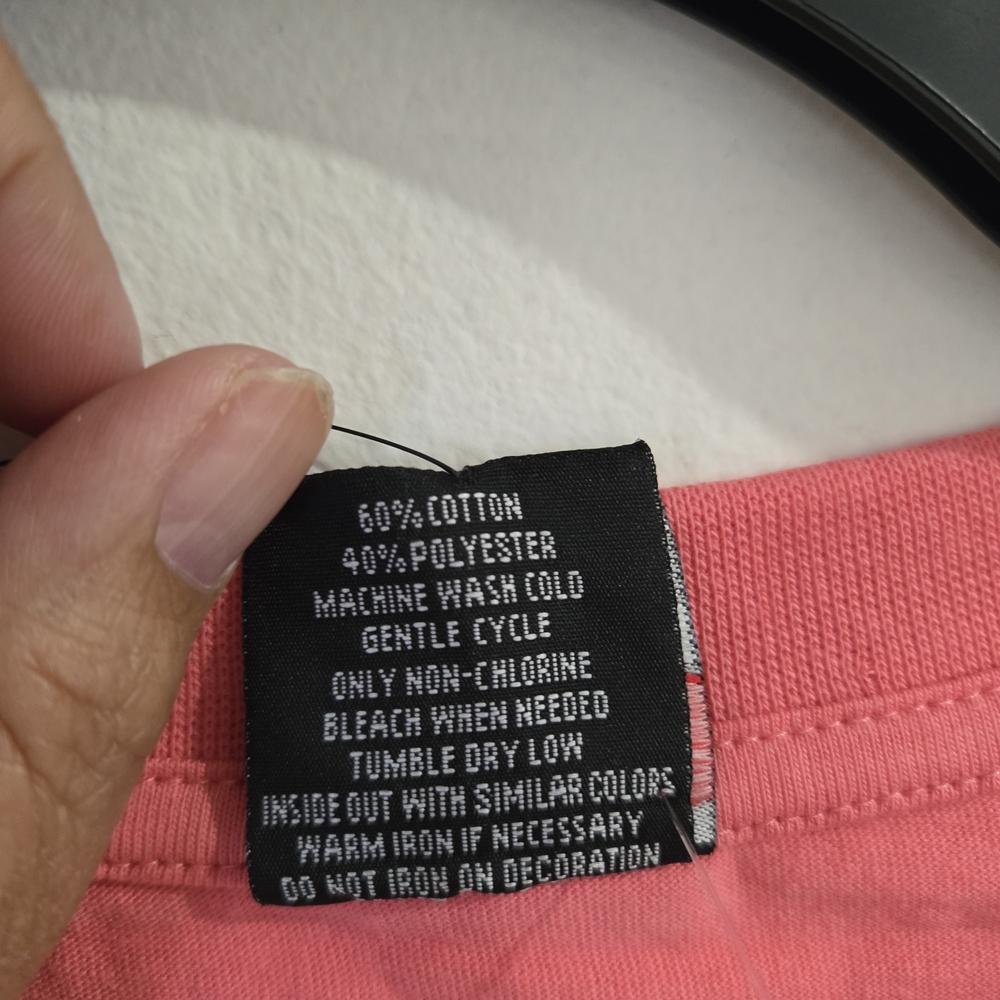 60% COTTON
40% POLYESTER
MACHINE WASH COLD
GENTLE CYCLE
ONLY NON-CHLORINE
BLEACH WHEN NEEDED
TUMBLE DRY LOW
INSIDE OUT WITH SIMILAR COLORS
WARM IRON IF NECESSARY
DO NOT IRON ON DECORATION